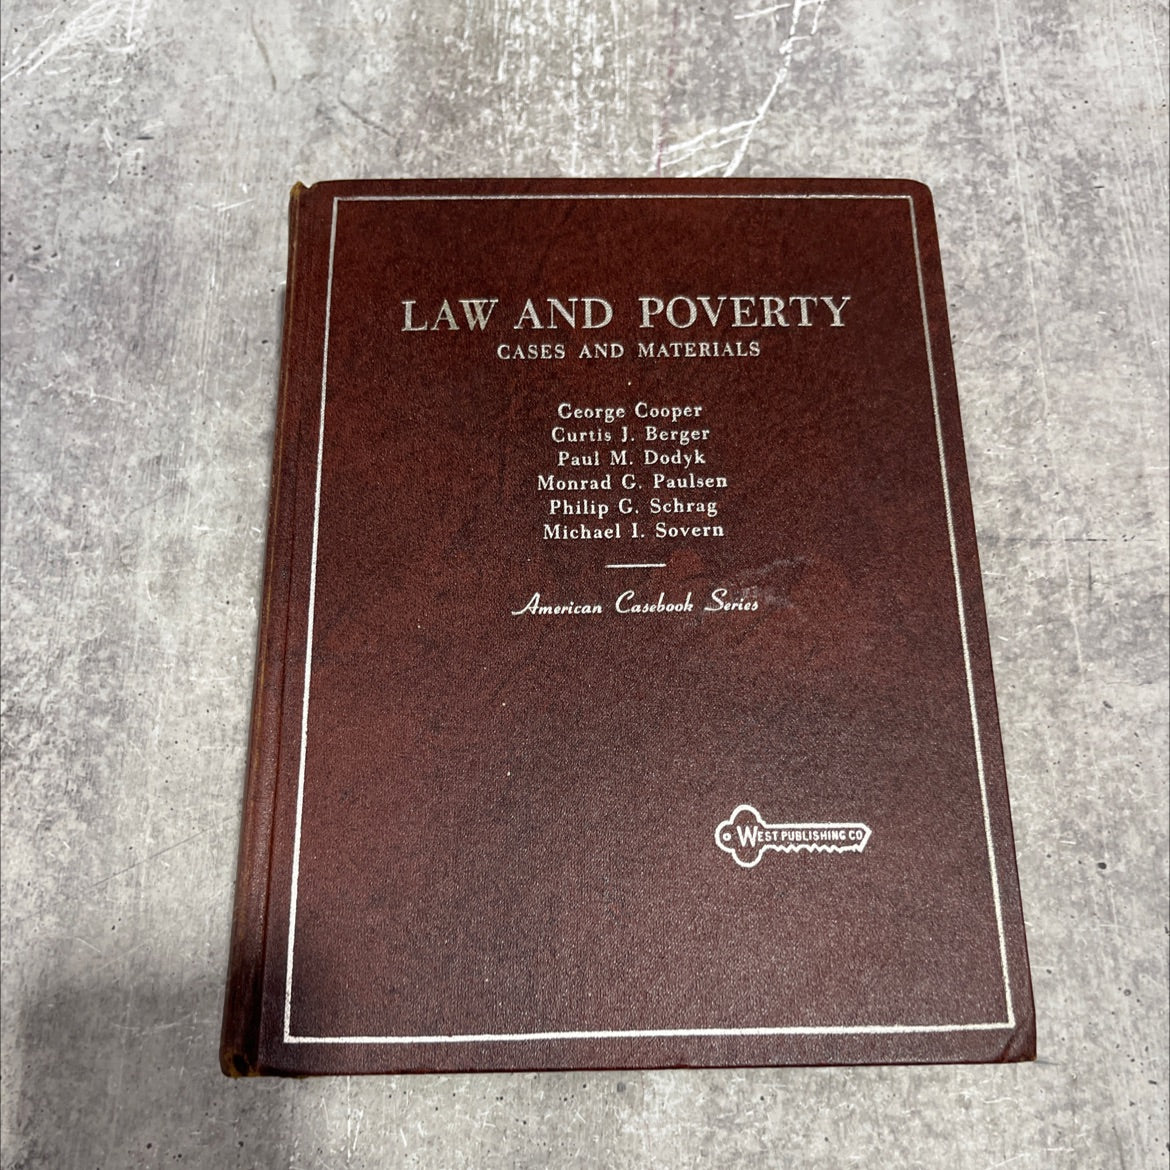 LAW AND POVERTY
CASES AND MATERIALS
George Cooper
Curtis J. Berger
Paul M. Dodyk
Monrad G. Paulsen
Philip G. Schrag
Michael I. Sovern
American Casebook Series
WEST PUBLISHING CO